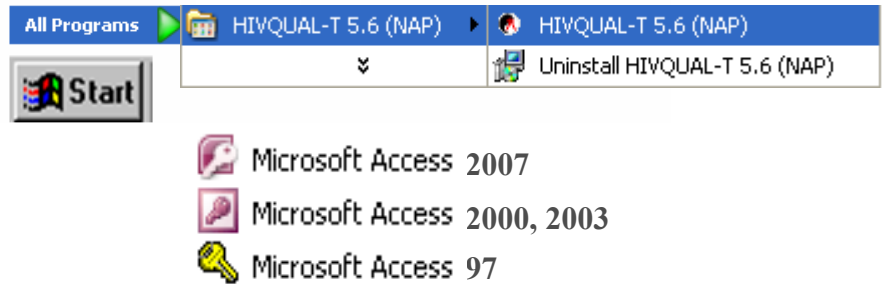 All Programs HIVQUAL-T 5.6 (NAP) HIVQUAL-T 5.6 (NAP)
Uninstall HIVQUAL-T 5.6 (NAP)
Start
Microsoft Access 2007
Microsoft Access 2000, 2003
Microsoft Access 97